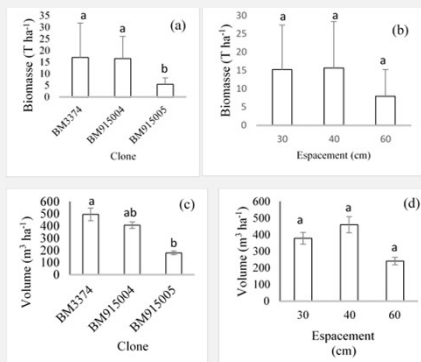 (a)
Biomasse (T ha-1)
35
30
25
20
15
10
5
0
a
a
b
BM3374
BM915004
BM915005
Clone
(b)
Biomasse (T ha-1)
30
25
20
15
10
5
0
a
a
a
30 40 60
Espacement (cm)
(c)
Volume (m³ ha-1)
600
500
400
300
200
100
0
a
ab
b
BM3374
BM915004
BM915005
Clone
(d)
Volume (m³ ha-1)
600
500
400
300
200
100
0
a
a
a
30 40 60
Espacement
(cm)